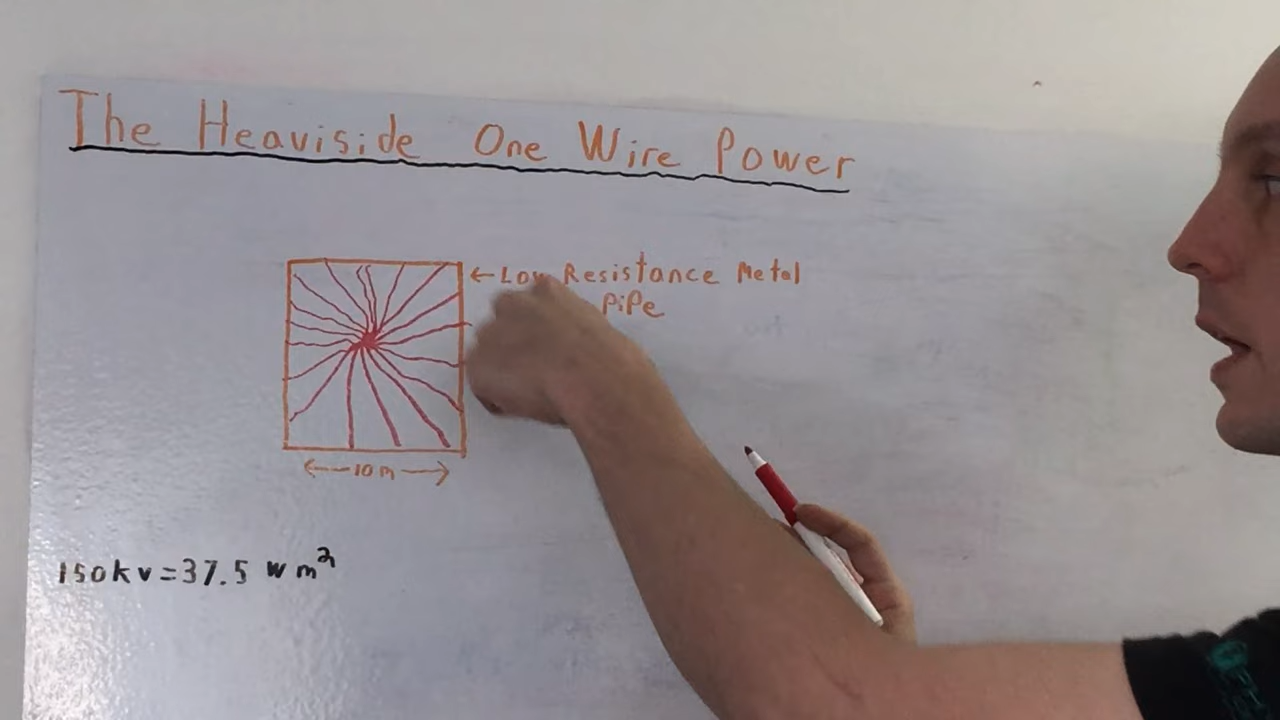 The Heaviside One Wire Power
←Low Resistance Metal
Pipe
←10m→
150kv=37.5 wm²